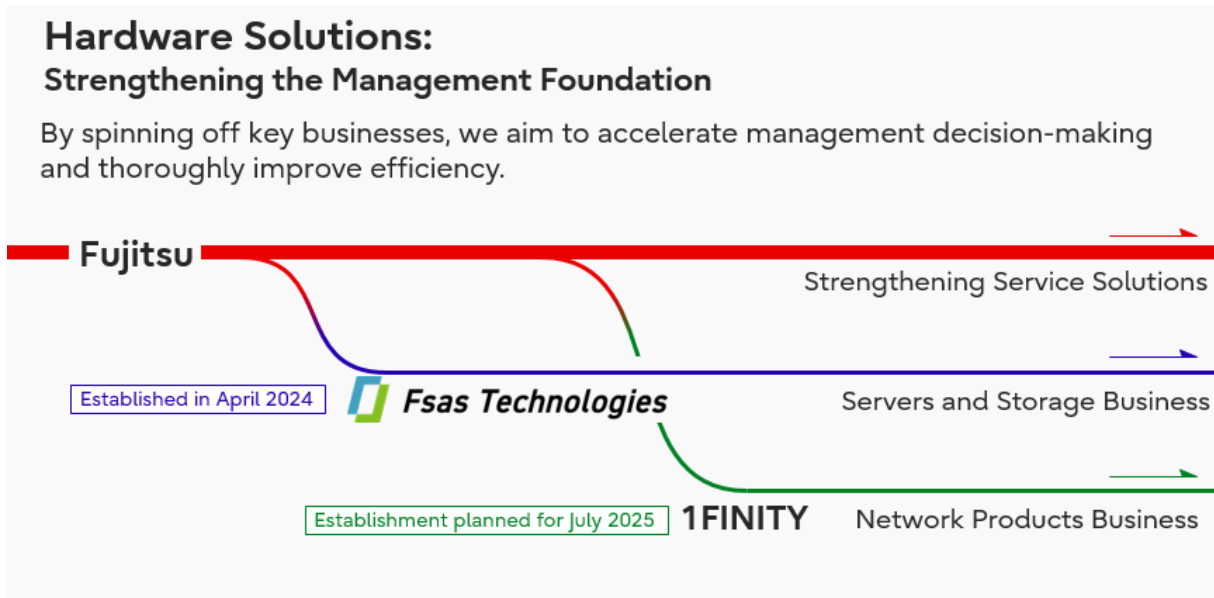 Hardware Solutions:
Strengthening the Management Foundation
By spinning off key businesses, we aim to accelerate management decision-making
and thoroughly improve efficiency.
Fujitsu
Strengthening Service Solutions
Established in April 2024
Fsas Technologies
Servers and Storage Business
Establishment planned for July 2025
1FINITY
Network Products Business